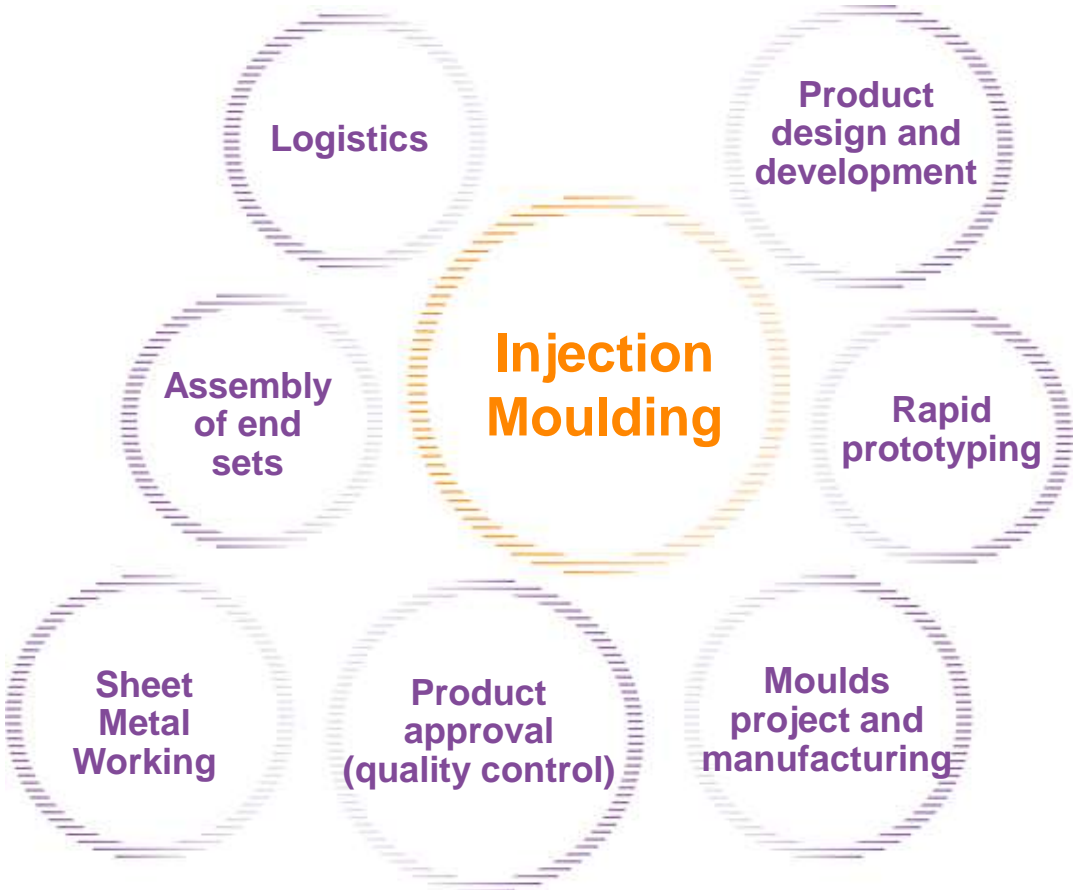 Logistics
Product
design and
development
Injection
Moulding
Assembly
of end
sets
Rapid
prototyping
Sheet
Metal
Working
Product
approval
(quality control)
Moulds
project and
manufacturing